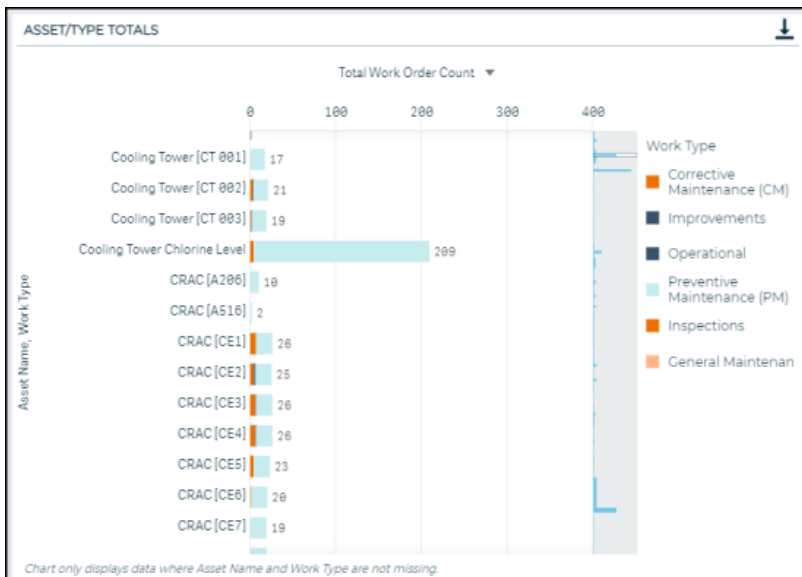 ASSET/TYPE TOTALS
Total Work Order Count
0 100 200 300 400
Asset Name, Work Type
Cooling Tower [CT 001] 17
Cooling Tower [CT 002] 21
Cooling Tower [CT 003] 19
Cooling Tower Chlorine Level 209
CRAC [A206] 10
CRAC [A516] 2
CRAC [CE1] 26
CRAC [CE2] 25
CRAC [CE3] 26
CRAC [CE4] 26
CRAC [CE5] 23
CRAC [CE6] 20
CRAC [CE7] 19
Work Type
Corrective
Maintenance (CM)
Improvements
Operational
Preventive
Maintenance (PM)
Inspections
General Maintenan
Chart only displays data where Asset Name and Work Type are not missing.